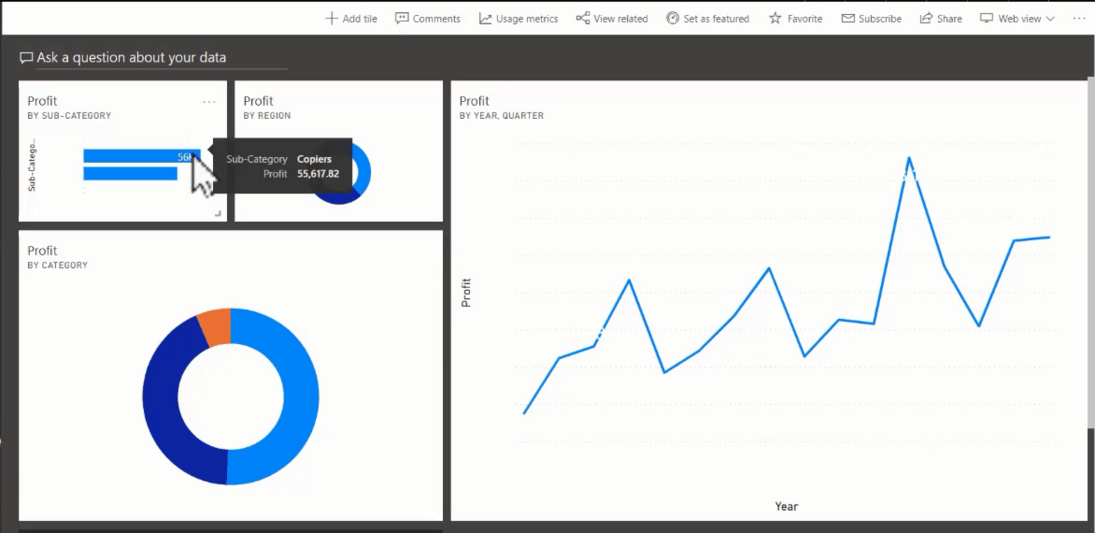 Add tile Comments Usage metrics View related Set as featured Favorite Subscribe Share Web view
Ask a question about your data
Profit
BY SUB-CATEGORY
Sub-Catego...
56K
Sub-Category Copiers
Profit 55,617.82
Profit
BY REGION
Profit
BY CATEGORY
Profit
BY YEAR, QUARTER
Profit
Year